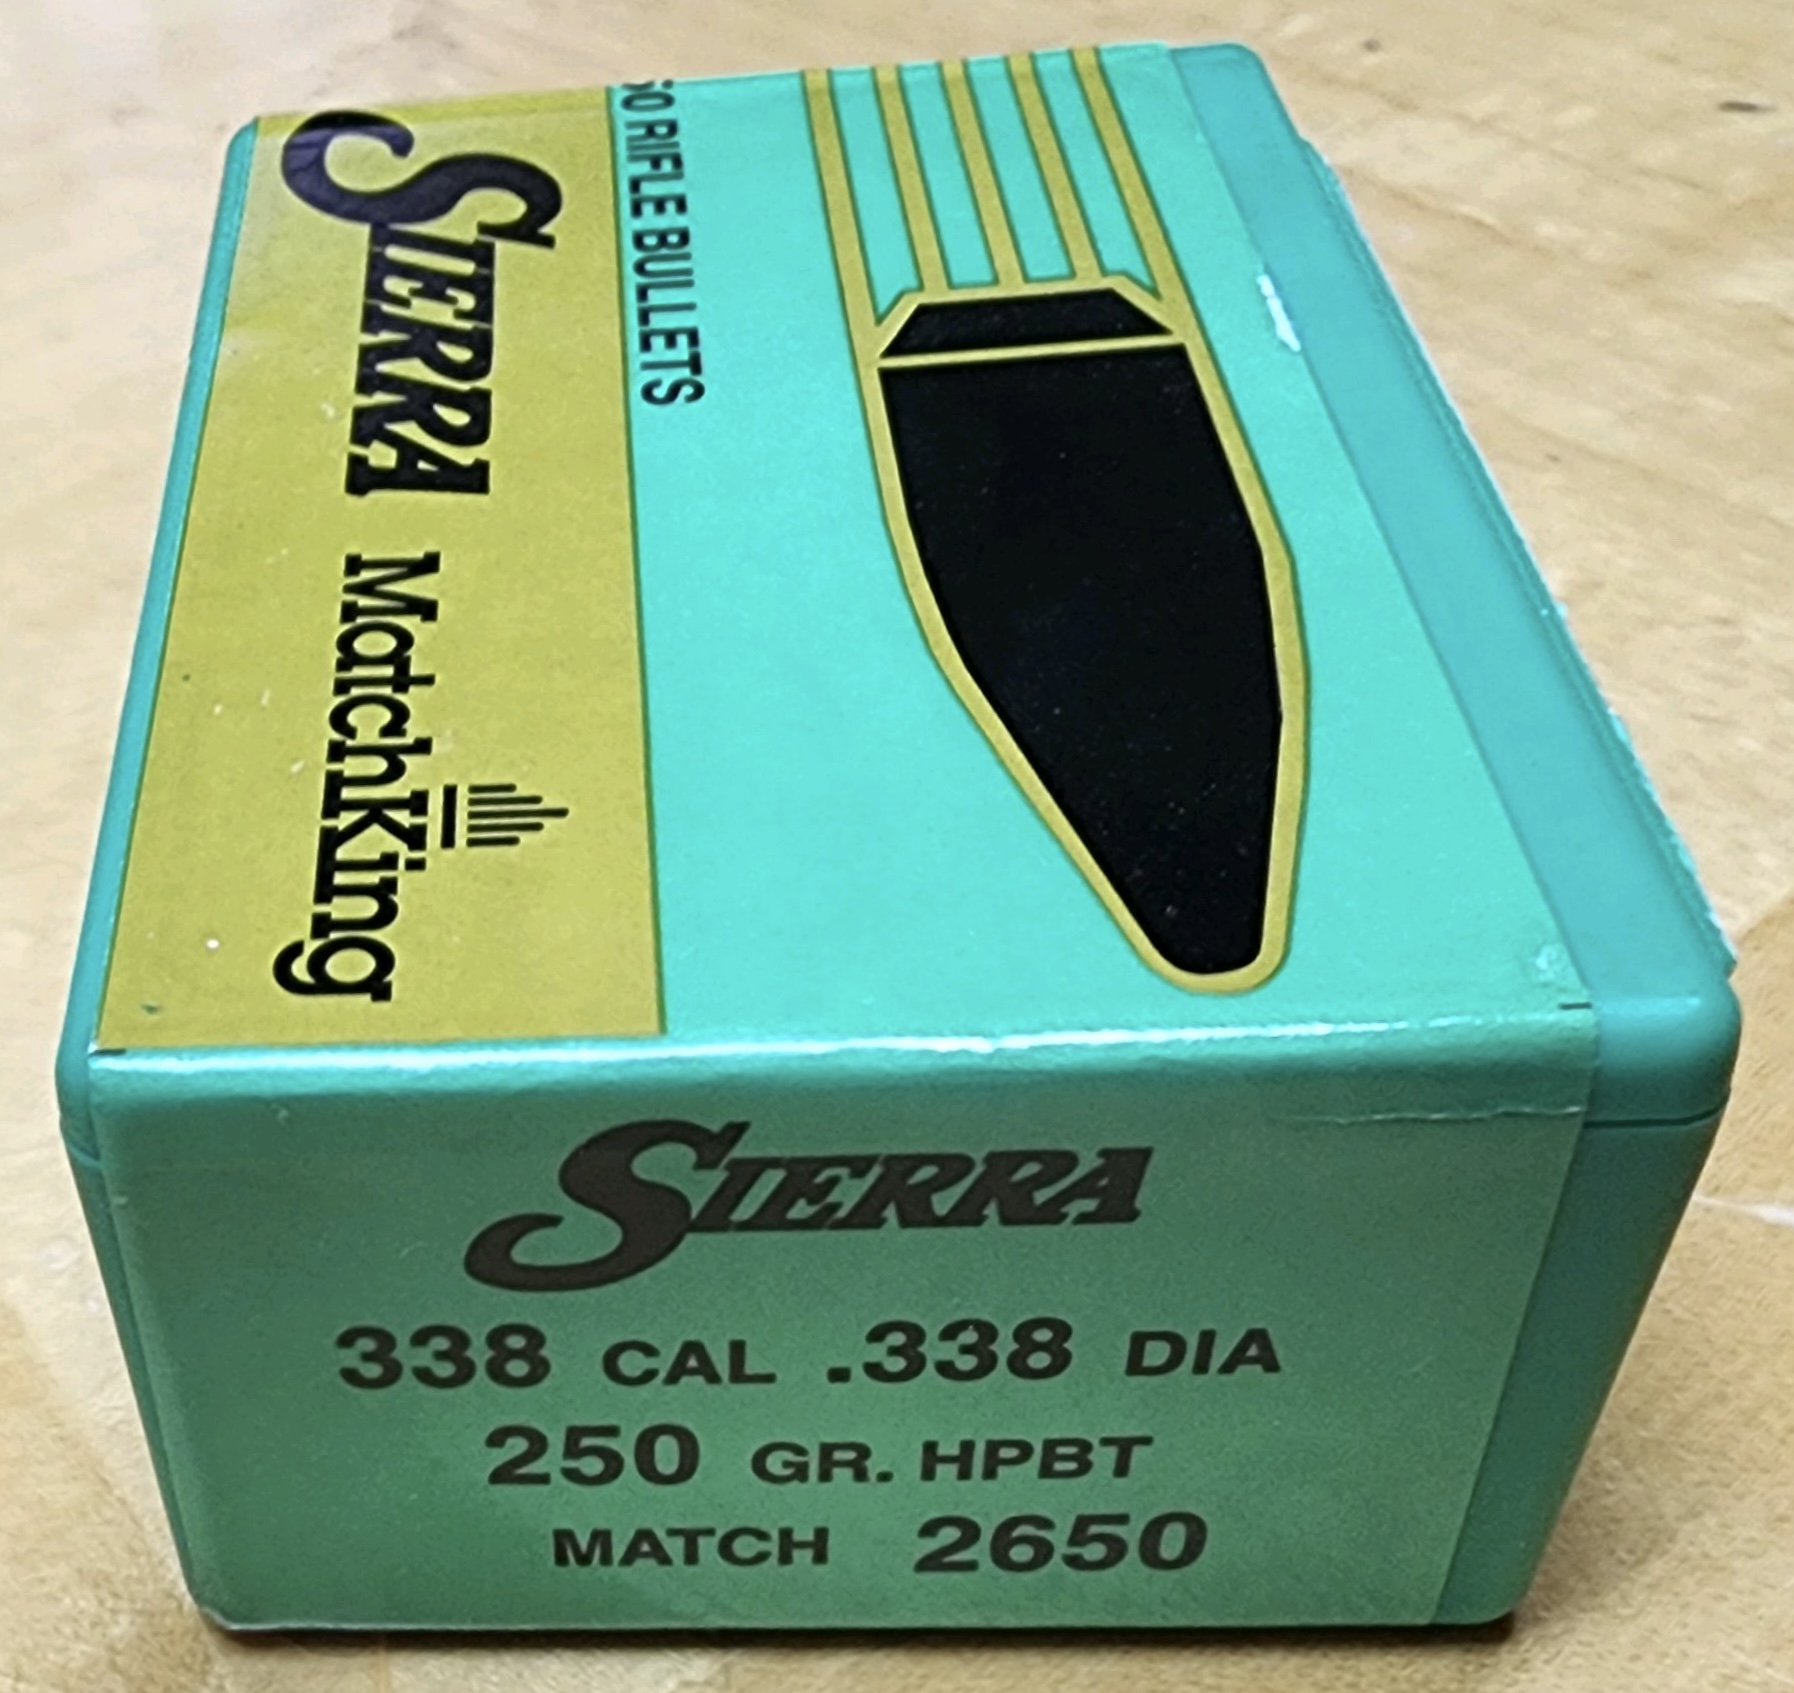 SIERRA MatchKing
50 RIFLE BULLETS
SIERRA
338 CAL .338 DIA
250 GR. HPBT
MATCH 2650